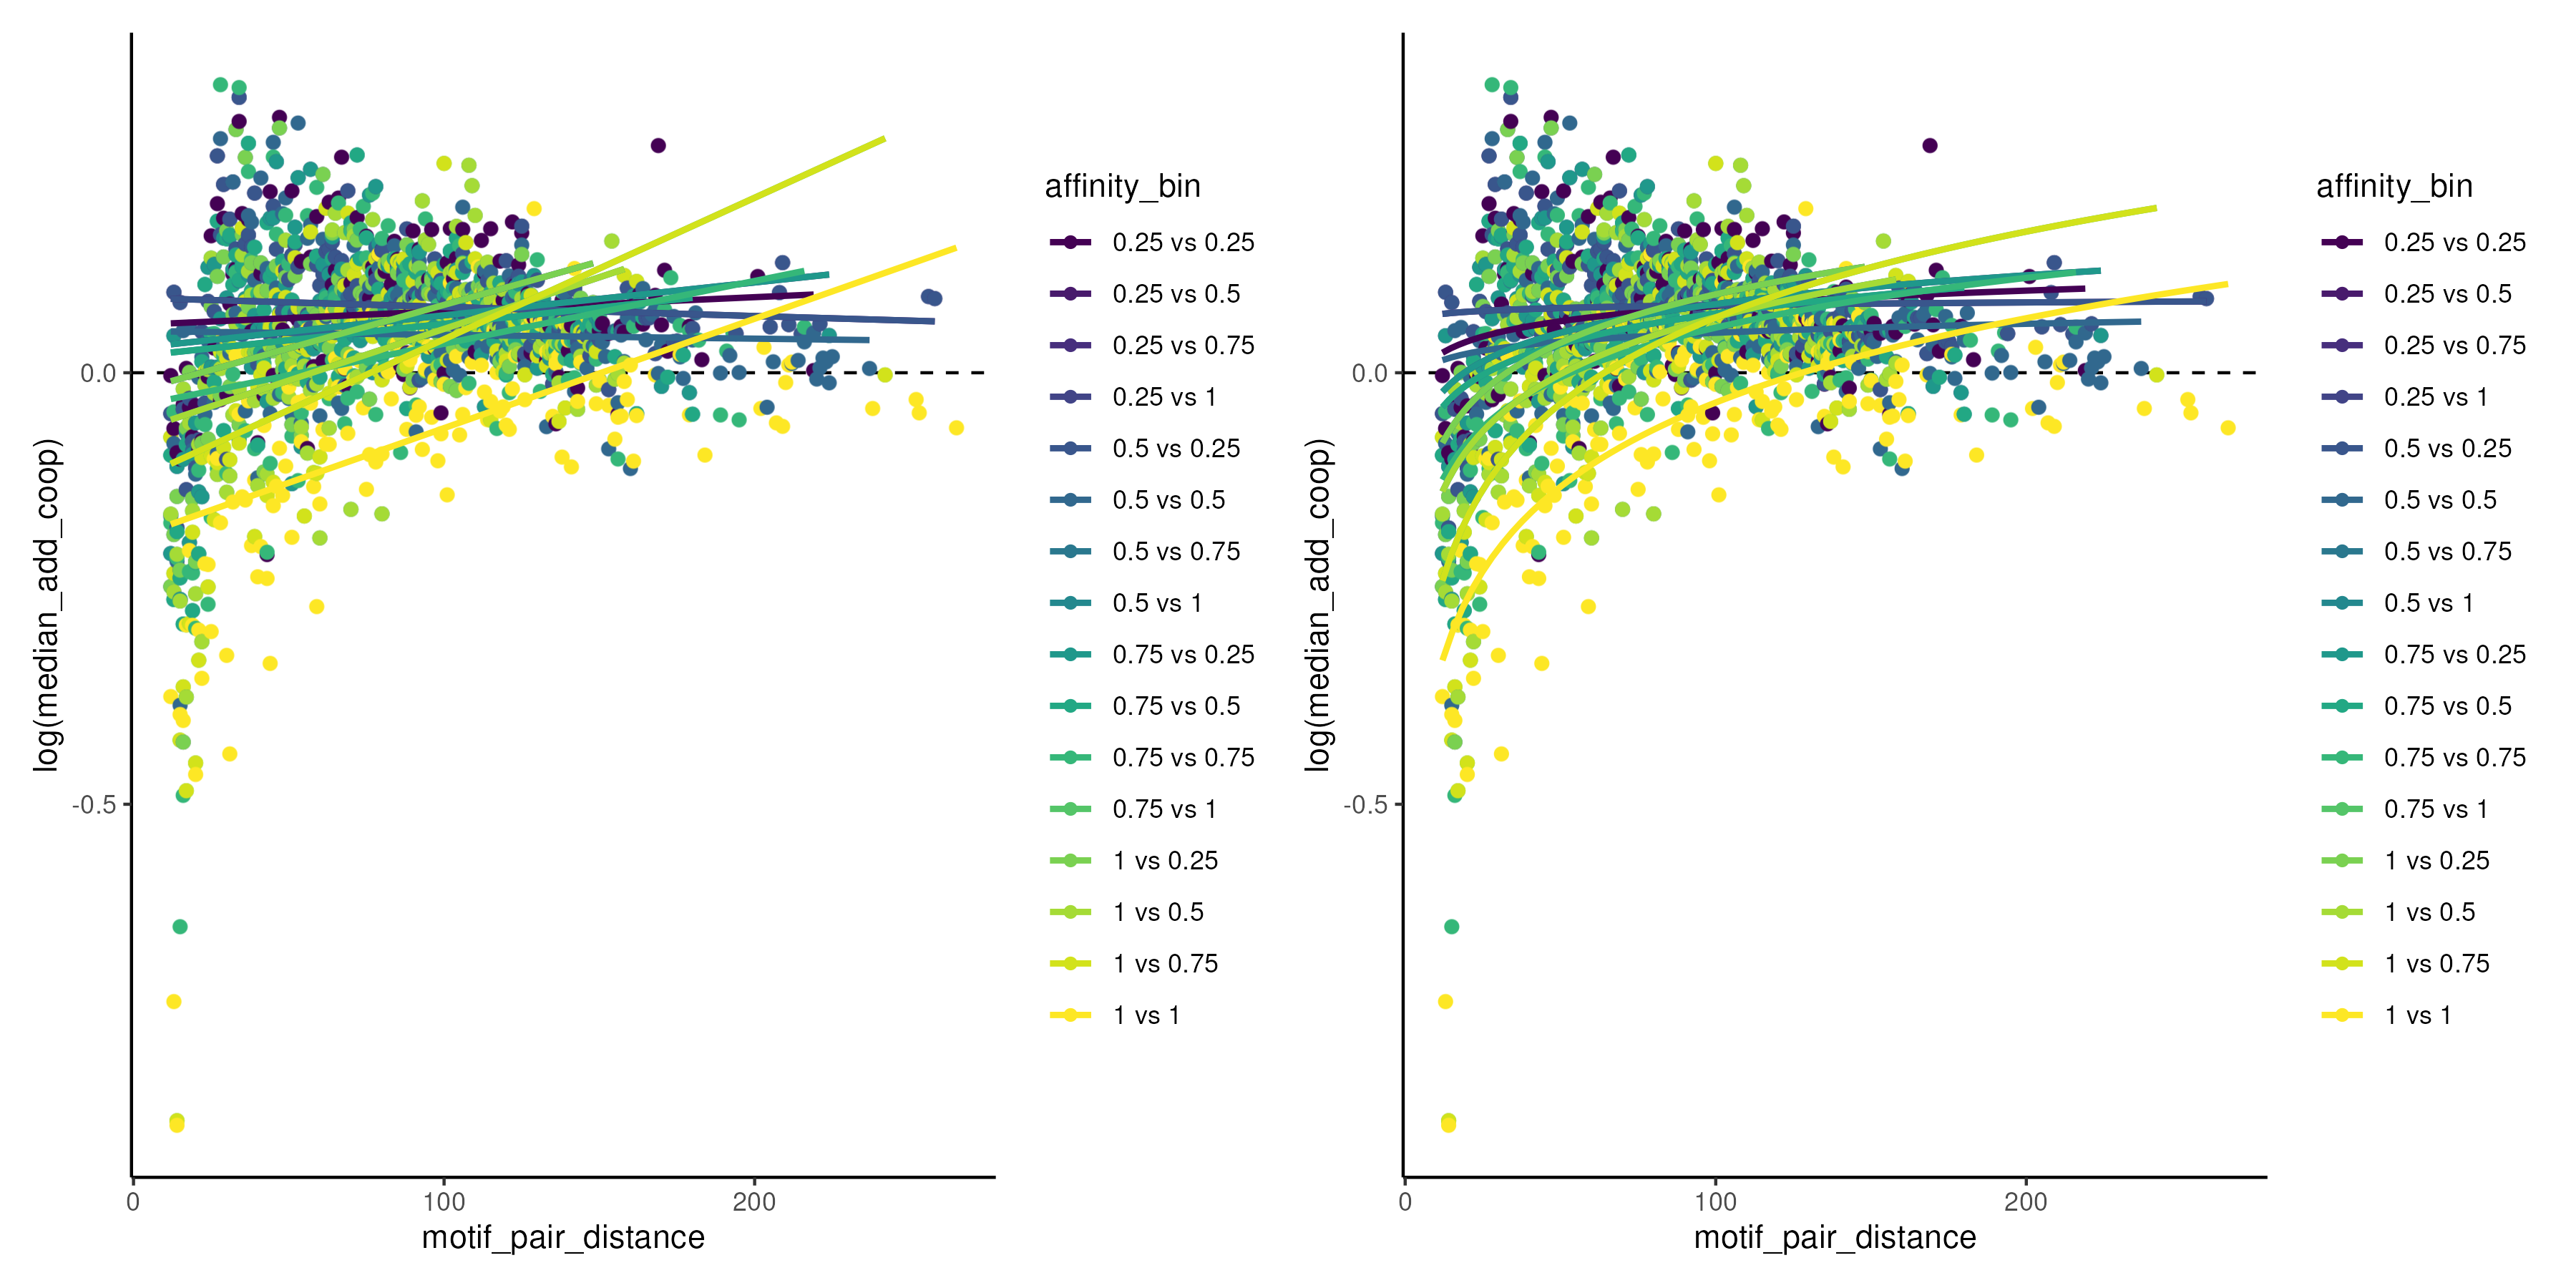 log(median_add_coop)
0.0
-0.5
0
100
200
motif_pair_distance
affinity_bin
0.25 vs 0.25
0.25 vs 0.5
0.25 vs 0.75
0.25 vs 1
0.5 vs 0.25
0.5 vs 0.5
0.5 vs 0.75
0.5 vs 1
0.75 vs 0.25
0.75 vs 0.5
0.75 vs 0.75
0.75 vs 1
1 vs 0.25
1 vs 0.5
1 vs 0.75
1 vs 1
log(median_add_coop)
0.0
-0.5
0
100
200
motif_pair_distance
affinity_bin
0.25 vs 0.25
0.25 vs 0.5
0.25 vs 0.75
0.25 vs 1
0.5 vs 0.25
0.5 vs 0.5
0.5 vs 0.75
0.5 vs 1
0.75 vs 0.25
0.75 vs 0.5
0.75 vs 0.75
0.75 vs 1
1 vs 0.25
1 vs 0.5
1 vs 0.75
1 vs 1